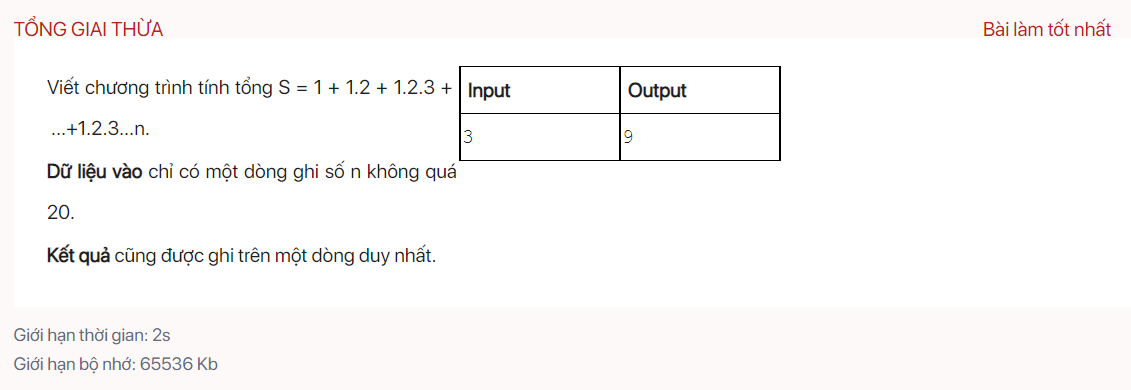 TỔNG GIAI THỪA
Bài làm tốt nhất
Viết chương trình tính tổng S = 1 + 1.2 + 1.2.3 +
...+1.2.3...n.
Dữ liệu vào chỉ có một dòng ghi số n không quá
20.
Kết quả cũng được ghi trên một dòng duy nhất.
Input Output
3 9
Giới hạn thời gian: 2s
Giới hạn bộ nhớ: 65536 Kb